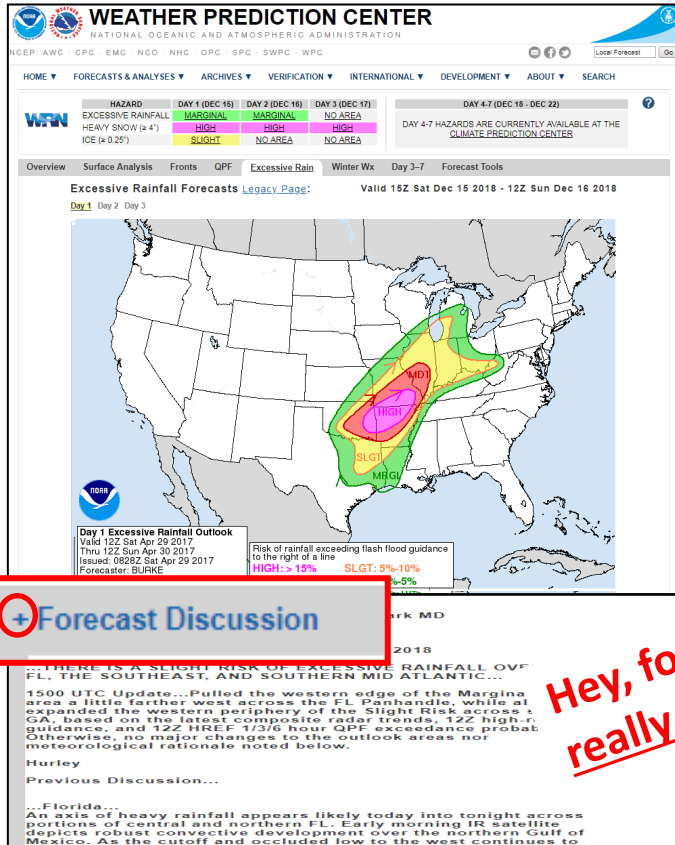 WEATHER PREDICTION CENTER
NATIONAL OCEANIC AND ATMOSPHERIC ADMINISTRATION
NCEP: AWC · CPC · EMC · NCO · NHC · OPC · SPC · SWPC · WPC
Local Forecast Go
HOME ▼ FORECASTS & ANALYSES ▼ ARCHIVES ▼ VERIFICATION ▼ INTERNATIONAL ▼ DEVELOPMENT ▼ ABOUT ▼ SEARCH
WRN
HAZARD DAY 1 (DEC 15) DAY 2 (DEC 16) DAY 3 (DEC 17)
EXCESSIVE RAINFALL MARGINAL MARGINAL NO AREA
HEAVY SNOW (≥ 4") HIGH HIGH HIGH
ICE (≥ 0.25") SLIGHT NO AREA NO AREA
DAY 4-7 (DEC 18 - DEC 22)
DAY 4-7 HAZARDS ARE CURRENTLY AVAILABLE AT THE
CLIMATE PREDICTION CENTER
?
Overview Surface Analysis Fronts QPF Excessive Rain Winter Wx Day 3–7 Forecast Tools
Excessive Rainfall Forecasts Legacy Page: Valid 15Z Sat Dec 15 2018 - 12Z Sun Dec 16 2018
Day 1 Day 2 Day 3
MDT
HIGH
SLGT
MRGL
NOAA
Day 1 Excessive Rainfall Outlook
Valid 12Z Sat Apr 29 2017
Thru 12Z Sun Apr 30 2017
Issued: 0828Z Sat Apr 29 2017
Forecaster: BURKE
Risk of rainfall exceeding flash flood guidance
to the right of a line
HIGH: > 15% SLGT: 5%-10%
%-5%
+Forecast Discussion
rk MD
2018
...THERE IS A SLIGHT RISK OF EXCESSIVE RAINFALL OV
FL, THE SOUTHEAST, AND SOUTHERN MID ATLANTIC...
1500 UTC Update...Pulled the western edge of the Margina
area a little farther west across the FL Panhandle, while al
expanded the western periphery of the Slight Risk across s
GA, based on the latest composite radar trends, 12Z high-r
guidance, and 12Z HREF 1/3/6 hour QPF exceedance probab
Otherwise, no major changes to the outlook areas nor
meteorological rationale noted below.
Hurley
Previous Discussion...
...Florida...
An axis of heavy rainfall appears likely today into tonight across
portions of central and northern FL. Early morning IR satellite
depicts robust convective development over the northern Gulf of
Mexico. As the cutoff and occluded low to the west continues to
Hey, fo
really